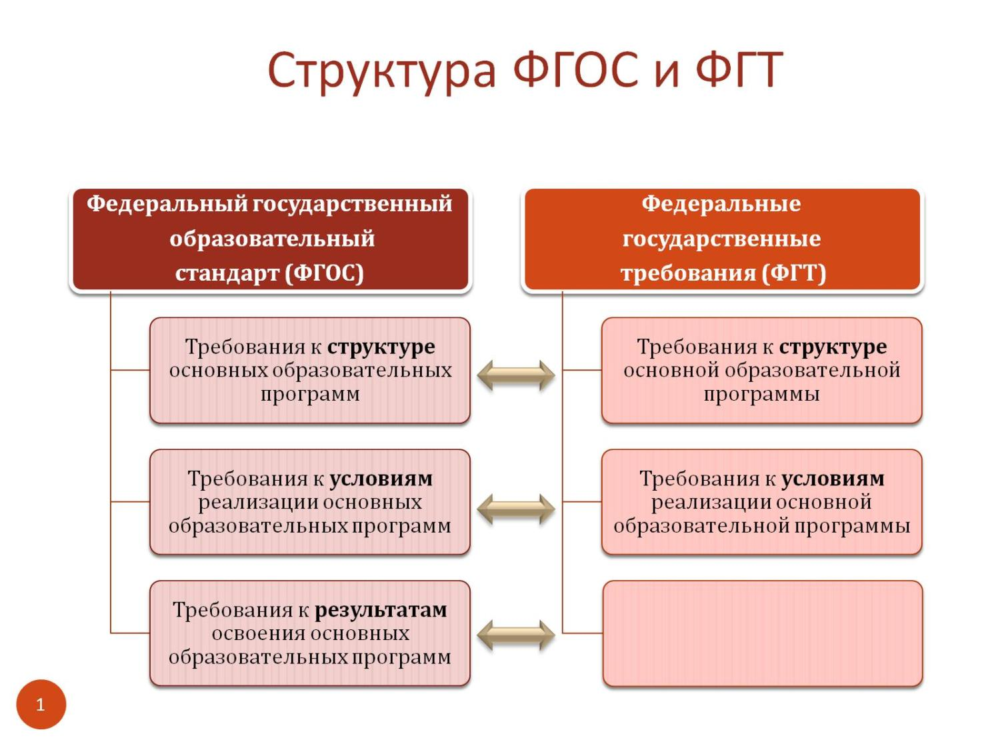 Структура ФГОС и ФГТ
Федеральный государственный
образовательный
стандарт (ФГОС)
Требования к структуре
основных образовательных
программ
Требования к условиям
реализации основных
образовательных программ
Требования к результатам
освоения основных
образовательных программ
Федеральные
государственные
требования (ФГТ)
Требования к структуре
основной образовательной
программы
Требования к условиям
реализации основной
образовательной программы
1